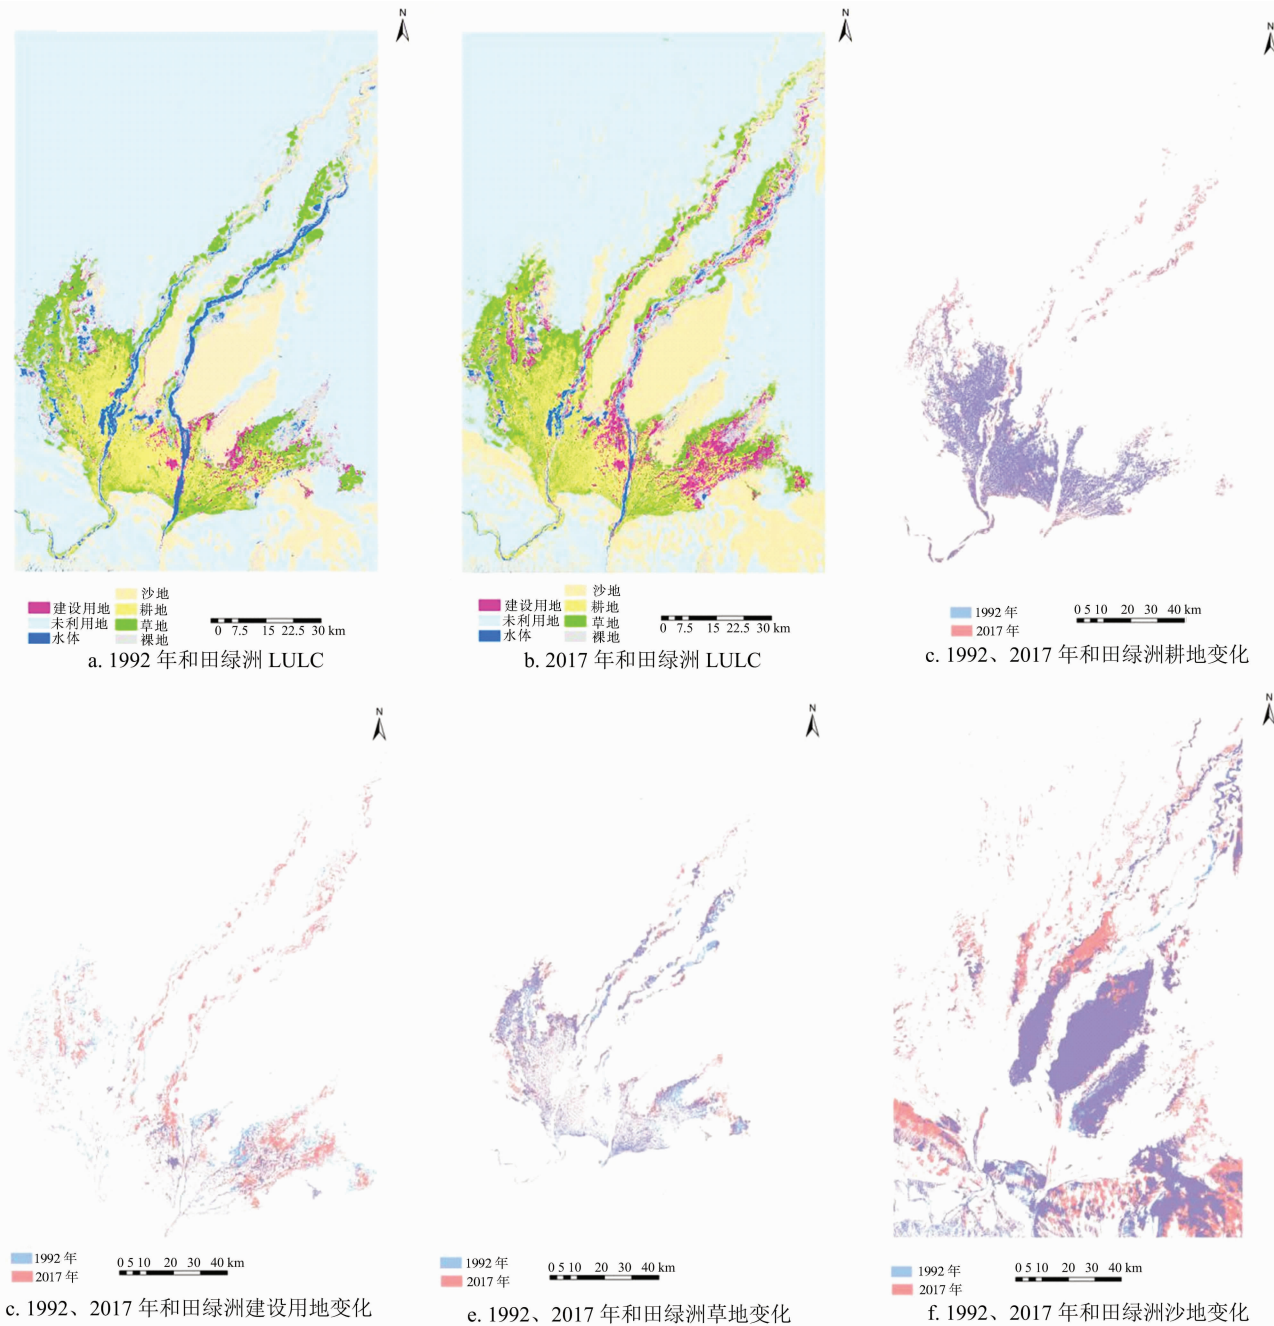 N
N
N
沙地
建设用地
耕地
未利用地
草地
水体
裸地
0 7.5 15 22.5 30 km
a. 1992 年和田绿洲 LULC
沙地
建设用地
耕地
未利用地
草地
水体
裸地
0 7.5 15 22.5 30 km
b. 2017 年和田绿洲 LULC
1992 年
2017 年
0 5 10 20 30 40 km
c. 1992、2017 年和田绿洲耕地变化
N
N
N
1992 年
2017 年
0 5 10 20 30 40 km
c. 1992、2017 年和田绿洲建设用地变化
1992 年
2017 年
0 5 10 20 30 40 km
e. 1992、2017 年和田绿洲草地变化
1992 年
2017 年
0 5 10 20 30 40 km
f. 1992、2017 年和田绿洲沙地变化